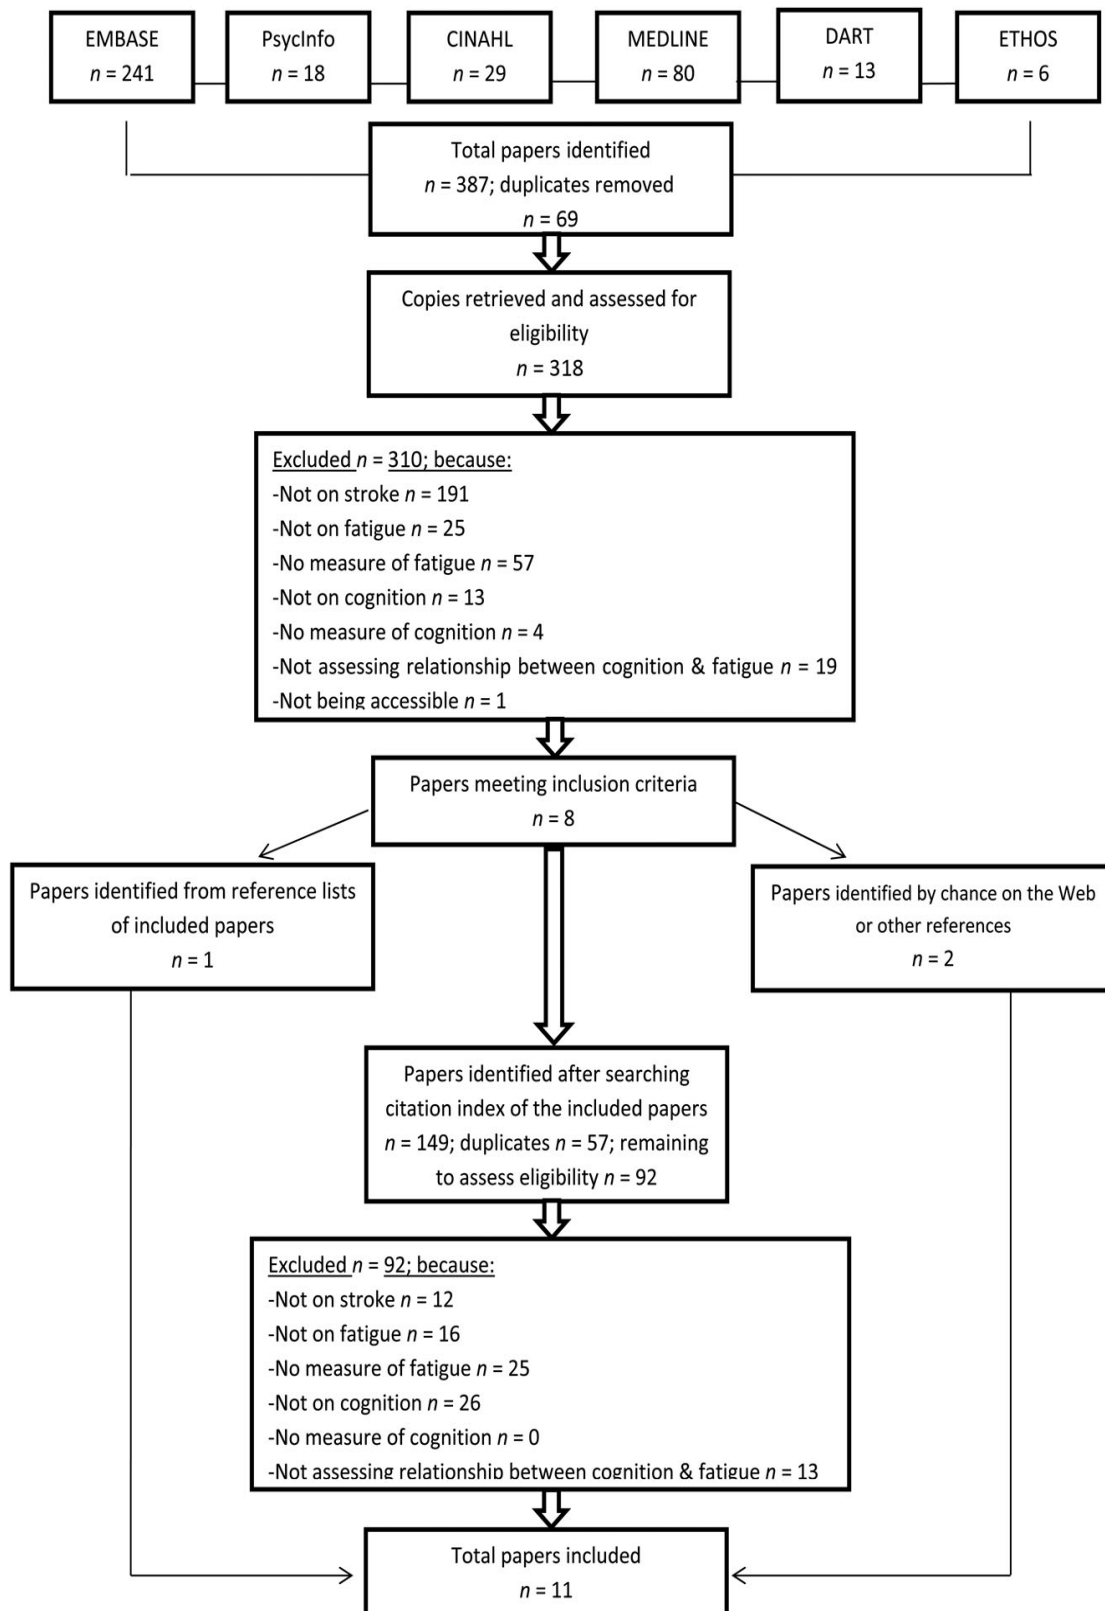 EMBASE
n = 241
PsycInfo
n = 18
CINAHL
n = 29
MEDLINE
n = 80
DART
n = 13
ETHOS
n = 6
Total papers identified
n = 387; duplicates removed
n = 69
Copies retrieved and assessed for
eligibility
n = 318
Excluded n = 310; because:
-Not on stroke n = 191
-Not on fatigue n = 25
-No measure of fatigue n = 57
-Not on cognition n = 13
-No measure of cognition n = 4
-Not assessing relationship between cognition & fatigue n = 19
-Not being accessible n = 1
Papers meeting inclusion criteria
n = 8
Papers identified from reference lists
of included papers
n = 1
Papers identified by chance on the Web
or other references
n = 2
Papers identified after searching
citation index of the included papers
n = 149; duplicates n = 57; remaining
to assess eligibility n = 92
Excluded n = 92; because:
-Not on stroke n = 12
-Not on fatigue n = 16
-No measure of fatigue n = 25
-Not on cognition n = 26
-No measure of cognition n = 0
-Not assessing relationship between cognition & fatigue n = 13
Total papers included
n = 11